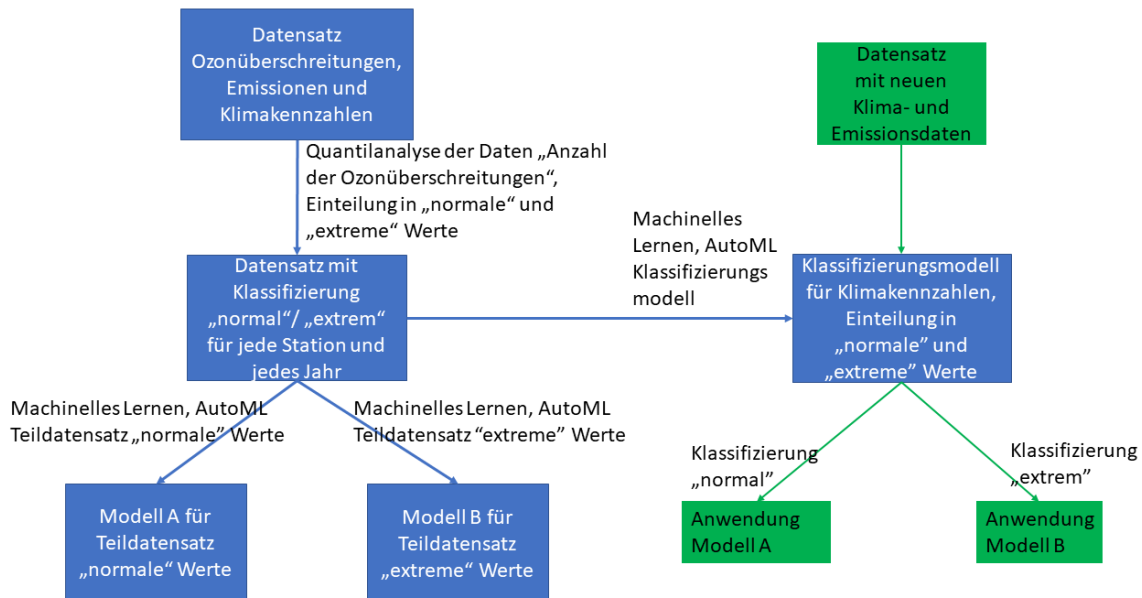 Datensatz
Ozonüberschreitungen,
Emissionen und
Klimakennzahlen
Datensatz
mit neuen
Klima- und
Emissionsdaten
Quantilanalyse der Daten „Anzahl
der Ozonüberschreitungen“,
Einteilung in „normale“ und
„extreme“ Werte
Machinelles
Lernen, AutoML
Klassifizierungs
modell
Datensatz mit
Klassifizierung
„normal“/ „extrem“
für jede Station und
jedes Jahr
Klassifizierungsmodell
für Klimakennzahlen,
Einteilung in
„normale” und
„extreme” Werte
Machinelles Lernen, AutoML
Teildatensatz „normale” Werte
Machinelles Lernen, AutoML
Teildatensatz “extreme” Werte
Klassifizierung
„normal”
Klassifizierung
„extrem”
Modell A für
Teildatensatz
„normale“ Werte
Modell B für
Teildatensatz
„extreme“ Werte
Anwendung
Modell A
Anwendung
Modell B